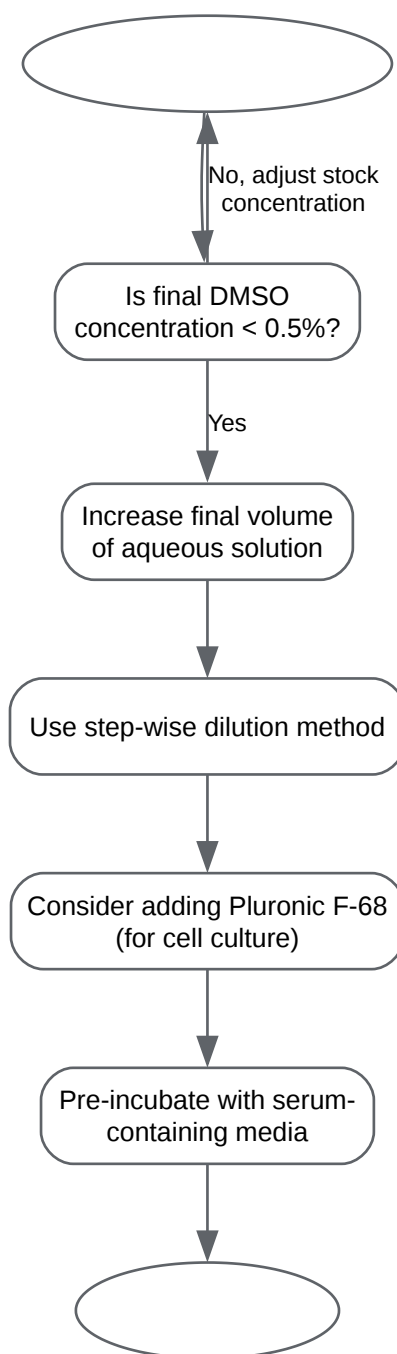 No, adjust stock
concentration
Is final DMSO
concentration < 0.5%?
Yes
Increase final volume
of aqueous solution
Use step-wise dilution method
Consider adding Pluronic F-68
(for cell culture)
Pre-incubate with serum-
containing media